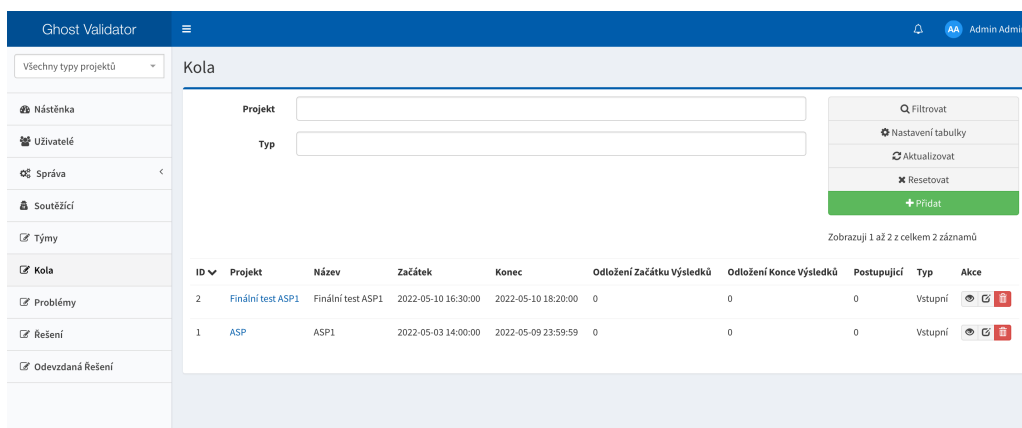 Ghost Validator
AA Admin Admi
Všechny typy projektů
Kola
Nástěnka
Uživatelé
Správa
Soutěžící
Týmy
Kola
Problémy
Řešení
Odevzdaná Řešení
Projekt
Typ
Filtrovat
Nastavení tabulky
Aktualizovat
Resetovat
Přidat
Zobrazuji 1 až 2 z celkem 2 záznamů
ID Projekt Název Začátek Konec Odložení Začátku Výsledků Odložení Konce Výsledků Postupující Typ Akce
2 Finální test ASP1 Finální test ASP1 2022-05-10 16:30:00 2022-05-10 18:20:00 0 0 0 Vstupní
1 ASP ASP1 2022-05-03 14:00:00 2022-05-09 23:59:59 0 0 0 Vstupní